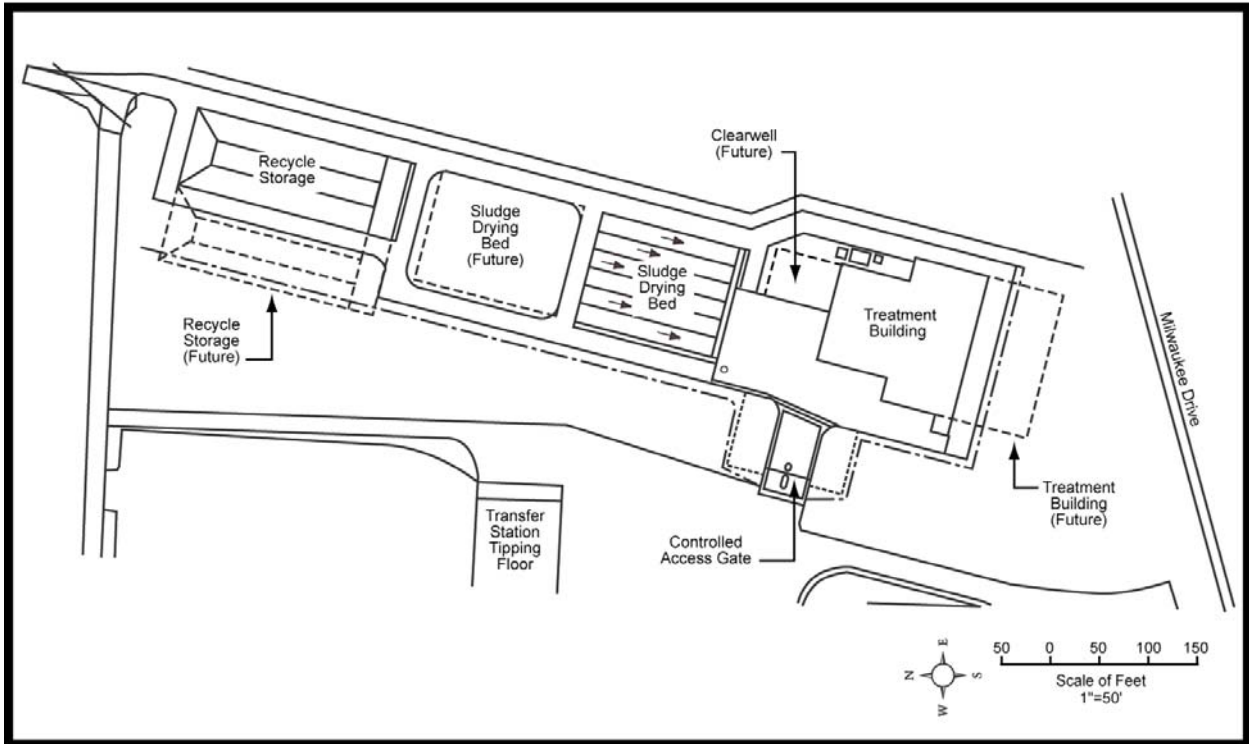 Clearwell
(Future)
Recycle
Storage
Sludge
Drying
Bed
(Future)
Sludge
Drying
Bed
Treatment
Building
Recycle
Storage
(Future)
Milwaukee Drive
Treatment
Building
(Future)
Transfer
Station
Tipping
Floor
Controlled
Access Gate
E
N S
W
50 0 50 100 150
Scale of Feet
1"=50'